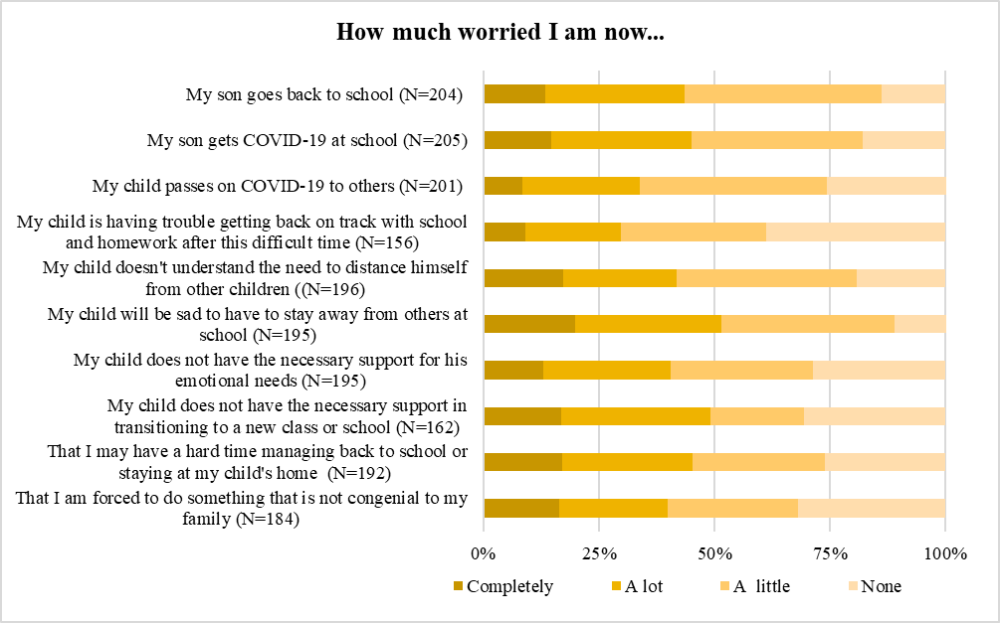 How much worried I am now...
My son goes back to school (N=204)
My son gets COVID-19 at school (N=205)
My child passes on COVID-19 to others (N=201)
My child is having trouble getting back on track with school
and homework after this difficult time (N=156)
My child doesn't understand the need to distance himself
from other children ((N=196)
My child will be sad to have to stay away from others at
school (N=195)
My child does not have the necessary support for his
emotional needs (N=195)
My child does not have the necessary support in
transitioning to a new class or school (N=162)
That I may have a hard time managing back to school or
staying at my child's home (N=192)
That I am forced to do something that is not congenial to my
family (N=184)
0% 25% 50% 75% 100%
Completely A lot A little None